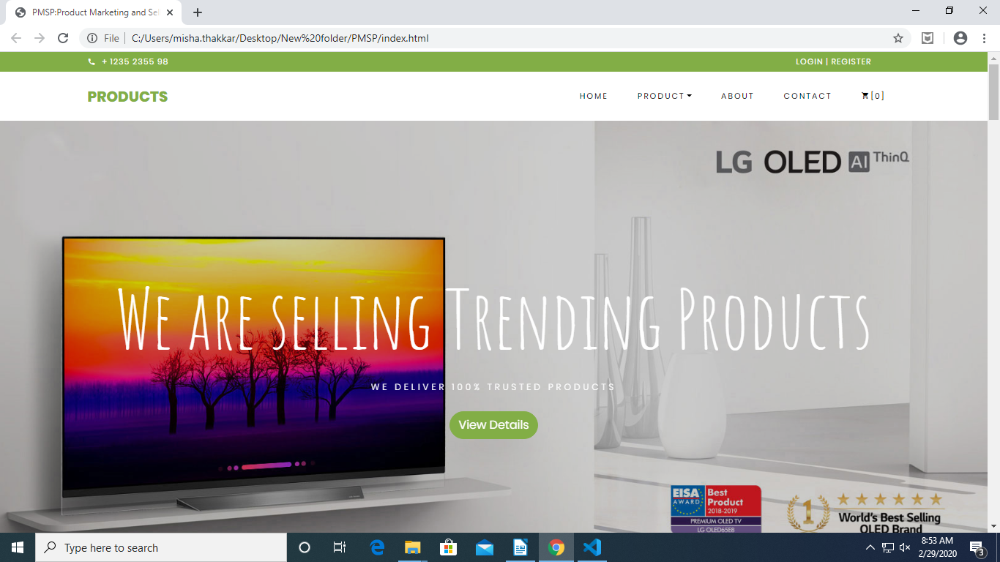 PMSP:Product Marketing and Sel
File
C:/Users/misha.thakkar/Desktop/New%20folder/PMSP/index.html
+ 1235 2355 98
LOGIN | REGISTER
PRODUCTS
HOME
PRODUCT
ABOUT
CONTACT
[0]
LG OLED AI ThinQ
We are selling Trending Products
WE DELIVER 100% TRUSTED PRODUCTS
View Details
EISA
AWARD
Best
Product
2018-2019
PREMIUM OLED TV
LG OLED65E8
1
World's Best Selling
OLED Brand
Type here to search
8:53 AM
2/29/2020
3